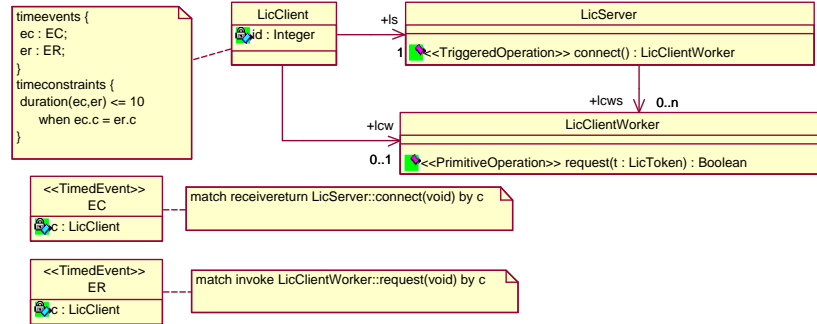 timeevents {
ec : EC;
er : ER;
}
timeconstraints {
duration(ec,er) <= 10
when ec.c = er.c
}
LicClient
id : Integer
+ls
1
LicServer
<<TriggeredOperation>> connect() : LicClientWorker
+lcws
0..n
+lcw
0..1
LicClientWorker
<<PrimitiveOperation>> request(t : LicToken) : Boolean
<<TimedEvent>>
EC
c : LicClient
match receivereturn LicServer::connect(void) by c
<<TimedEvent>>
ER
c : LicClient
match invoke LicClientWorker::request(void) by c